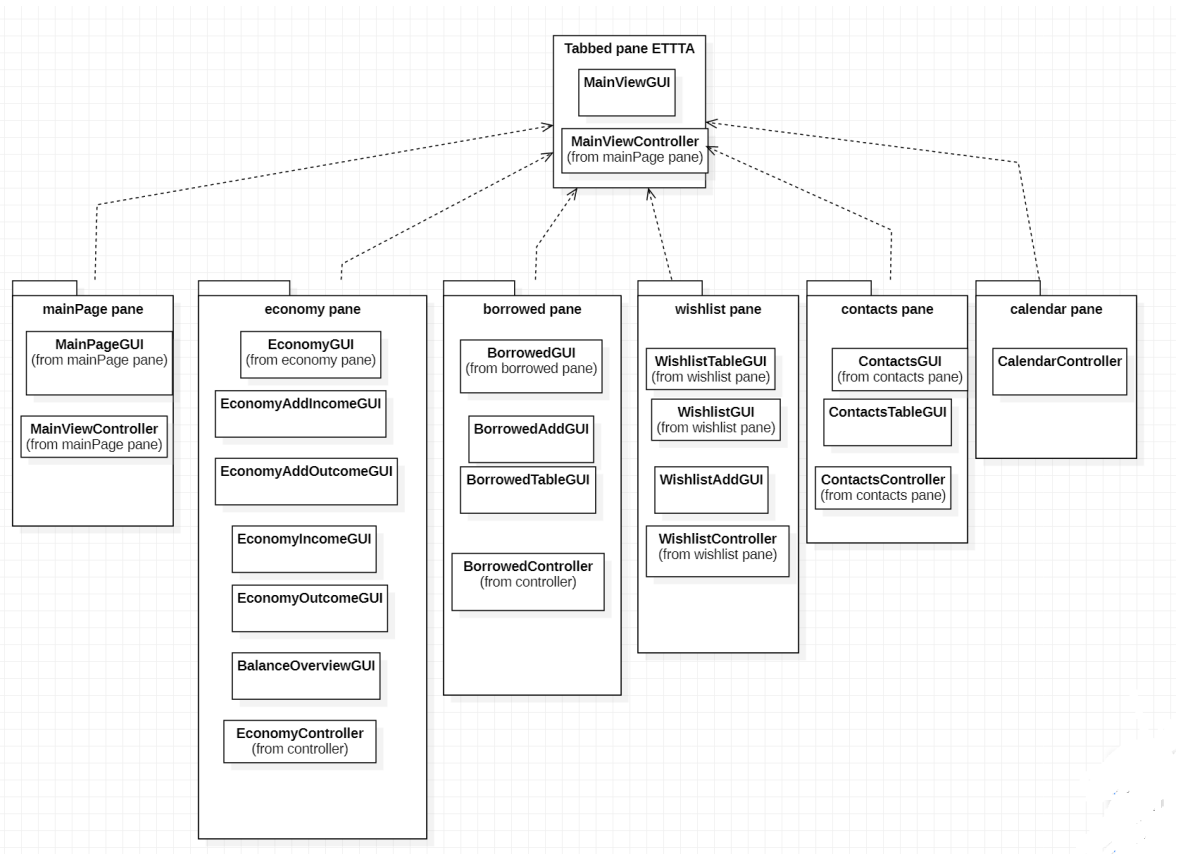 Tabbed pane ETTTA
MainViewGUI
MainViewController
(from mainPage pane)
mainPage pane
MainPageGUI
(from mainPage pane)
MainViewController
(from mainPage pane)
economy pane
EconomyGUI
(from economy pane)
EconomyAddIncomeGUI
EconomyAddOutcomeGUI
EconomyIncomeGUI
EconomyOutcomeGUI
BalanceOverviewGUI
EconomyController
(from controller)
borrowed pane
BorrowedGUI
(from borrowed pane)
BorrowedAddGUI
BorrowedTableGUI
BorrowedController
(from controller)
wishlist pane
WishlistTableGUI
(from wishlist pane)
WishlistGUI
(from wishlist pane)
WishlistAddGUI
WishlistController
(from wishlist pane)
contacts pane
ContactsGUI
(from contacts pane)
ContactsTableGUI
ContactsController
(from contacts pane)
calendar pane
CalendarController